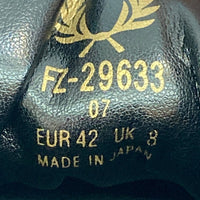 FZ-29633
07
EUR 42 UK 8
MADE IN JAPAN